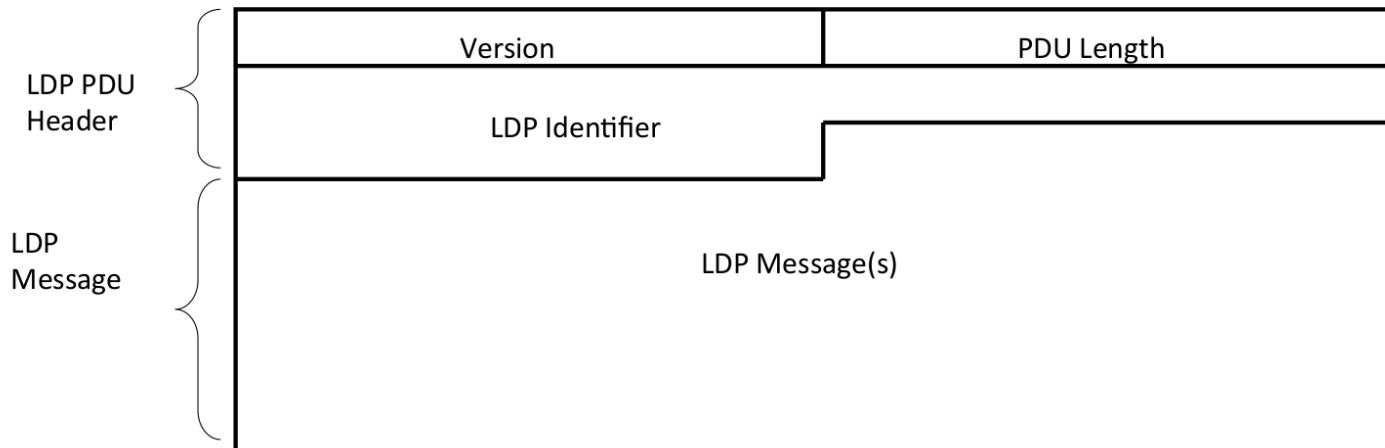 Version
PDU Length
LDP PDU
Header
LDP Identifier
LDP
Message
LDP Message(s)